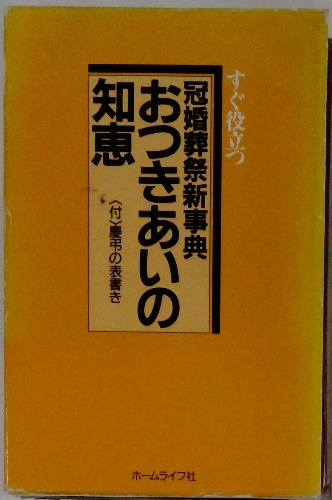 すぐ役立つ
冠婚葬祭新事典
おつきあいの
知恵
〈付〉慶弔の表書き
ホームライフ社